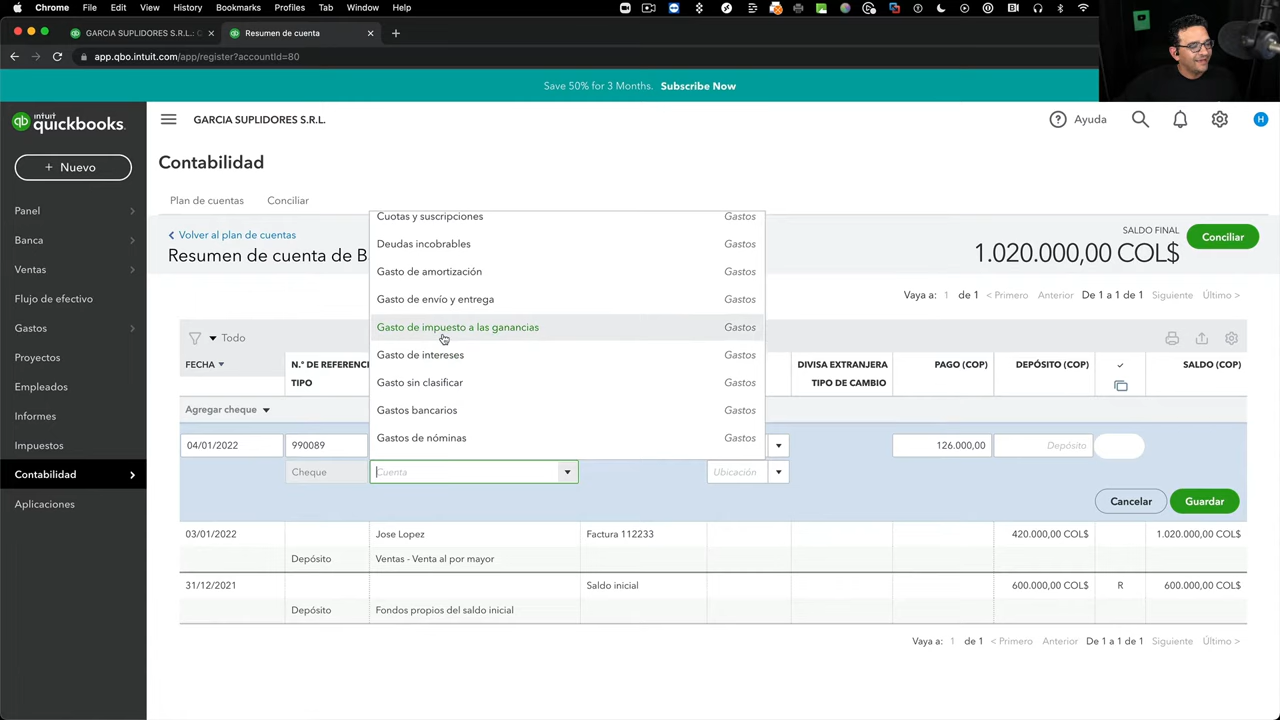 Chrome File Edit View History Bookmarks Profiles Tab Window Help
GARCIA SUPLIDORES S.R.L.: C
Resumen de cuenta
app.qbo.intuit.com/app/register?accountId=80
Save 50% for 3 Months. Subscribe Now
intuit quickbooks.
GARCIA SUPLIDORES S.R.L.
Ayuda
H
+ Nuevo
Panel
Banca
Ventas
Flujo de efectivo
Gastos
Proyectos
Empleados
Informes
Impuestos
Contabilidad
Aplicaciones
Contabilidad
Plan de cuentas Conciliar
Volver al plan de cuentas
Resumen de cuenta de B
SALDO FINAL
1.020.000,00 COL$
Conciliar
Vaya a: 1 de 1 < Primero Anterior De 1 a 1 de 1 Siguiente Último >
Todo
FECHA N.º DE REFERENCI DIVISA EXTRANJERA PAGO (COP) DEPÓSITO (COP) ✓ SALDO (COP)
TIPO TIPO DE CAMBIO
Agregar cheque
Cuotas y suscripciones Gastos
Deudas incobrables Gastos
Gasto de amortización Gastos
Gasto de envío y entrega Gastos
Gasto de impuesto a las ganancias Gastos
Gasto de intereses Gastos
Gasto sin clasificar Gastos
Gastos bancarios Gastos
Gastos de nóminas Gastos
04/01/2022 990089 126.000,00 Depósito
Cheque Cuenta Ubicación
Cancelar Guardar
03/01/2022 Jose Lopez Factura 112233 420.000,00 COL$ 1.020.000,00 COL$
Depósito Ventas - Venta al por mayor
31/12/2021 Saldo inicial 600.000,00 COL$ R 600.000,00 COL$
Depósito Fondos propios del saldo inicial
Vaya a: 1 de 1 < Primero Anterior De 1 a 1 de 1 Siguiente Último >